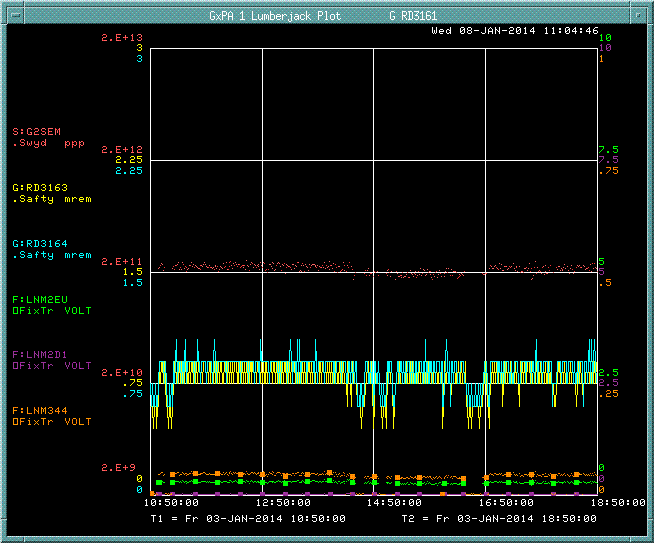 GxPA 1 Lumberjack Plot G RD3161
Wed 08-JAN-2014 11:04:46
2.E+13 10
3 10
3 1
S:G2SEM
.Swyd ppp
2.E+12 7.5
2.25 7.5
2.25 .75
G:RD3163
.Safty mrem
G:RD3164
.Safty mrem
2.E+11 5
1.5 5
1.5 .5
F:LNM2EU
□FixTr VOLT
F:LNM2D1
□FixTr VOLT
2.E+10 2.5
.75 2.5
.75 .25
F:LNM344
□FixTr VOLT
2.E+9 0
0 0
0 0
10:50:00 12:50:00 14:50:00 16:50:00 18:50:00
T1 = Fr 03-JAN-2014 10:50:00 T2 = Fr 03-JAN-2014 18:50:00